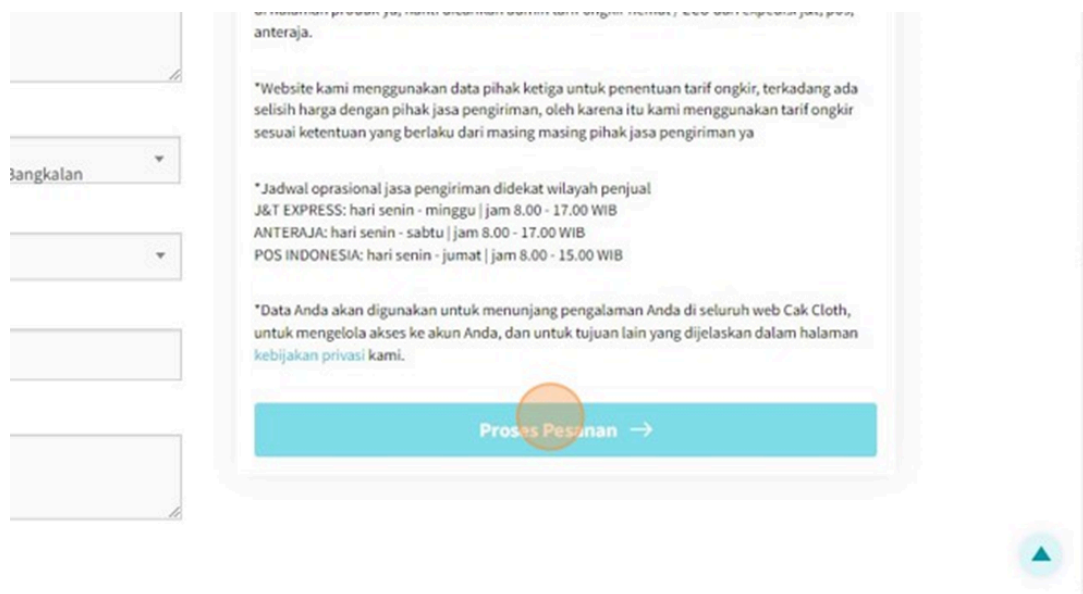 anteraja.
*Website kami menggunakan data pihak ketiga untuk penentuan tarif ongkir, terkadang ada
selisih harga dengan pihak jasa pengiriman, oleh karena itu kami menggunakan tarif ongkir
sesuai ketentuan yang berlaku dari masing masing pihak jasa pengiriman ya
Bangkalan
*Jadwal oprasional jasa pengiriman didekat wilayah penjual
J&T EXPRESS: hari senin - minggu | jam 8.00 - 17.00 WIB
ANTERAJA: hari senin - sabtu | jam 8.00 - 17.00 WIB
POS INDONESIA: hari senin - jumat | jam 8.00 - 15.00 WIB
*Data Anda akan digunakan untuk menunjang pengalaman Anda di seluruh web Cak Cloth,
untuk mengelola akses ke akun Anda, dan untuk tujuan lain yang dijelaskan dalam halaman
kebijakan privasi kami.
Proses Pesanan →